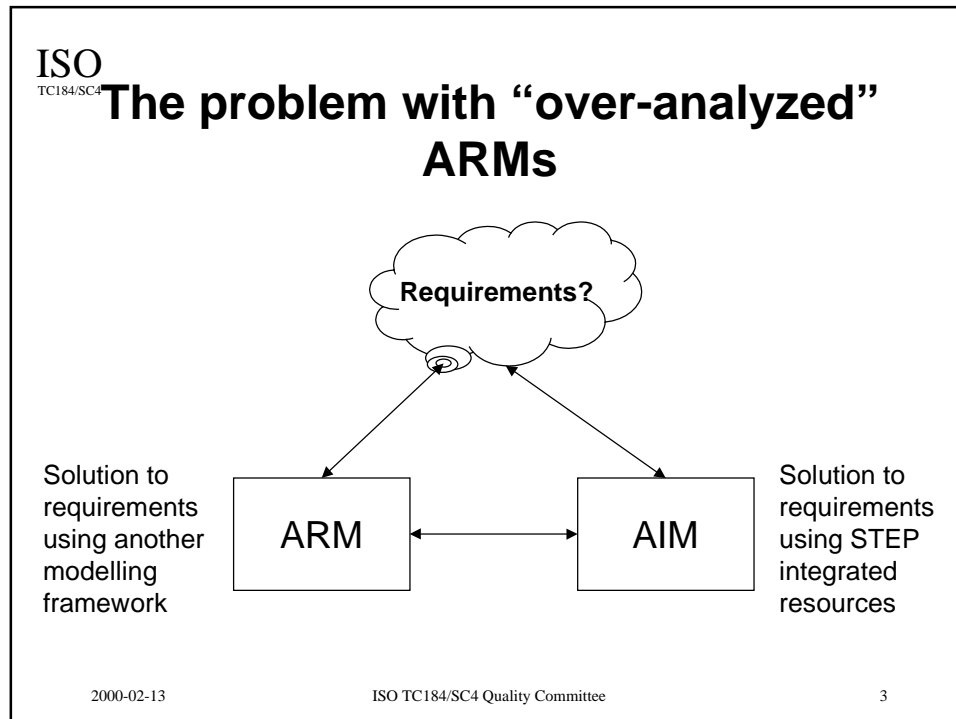 ISO
TC184/SC4
The problem with “over-analyzed”
ARMs
Requirements?
Solution to
requirements
using another
modelling
framework
ARM
AIM
Solution to
requirements
using STEP
integrated
resources
2000-02-13
ISO TC184/SC4 Quality Committee
3